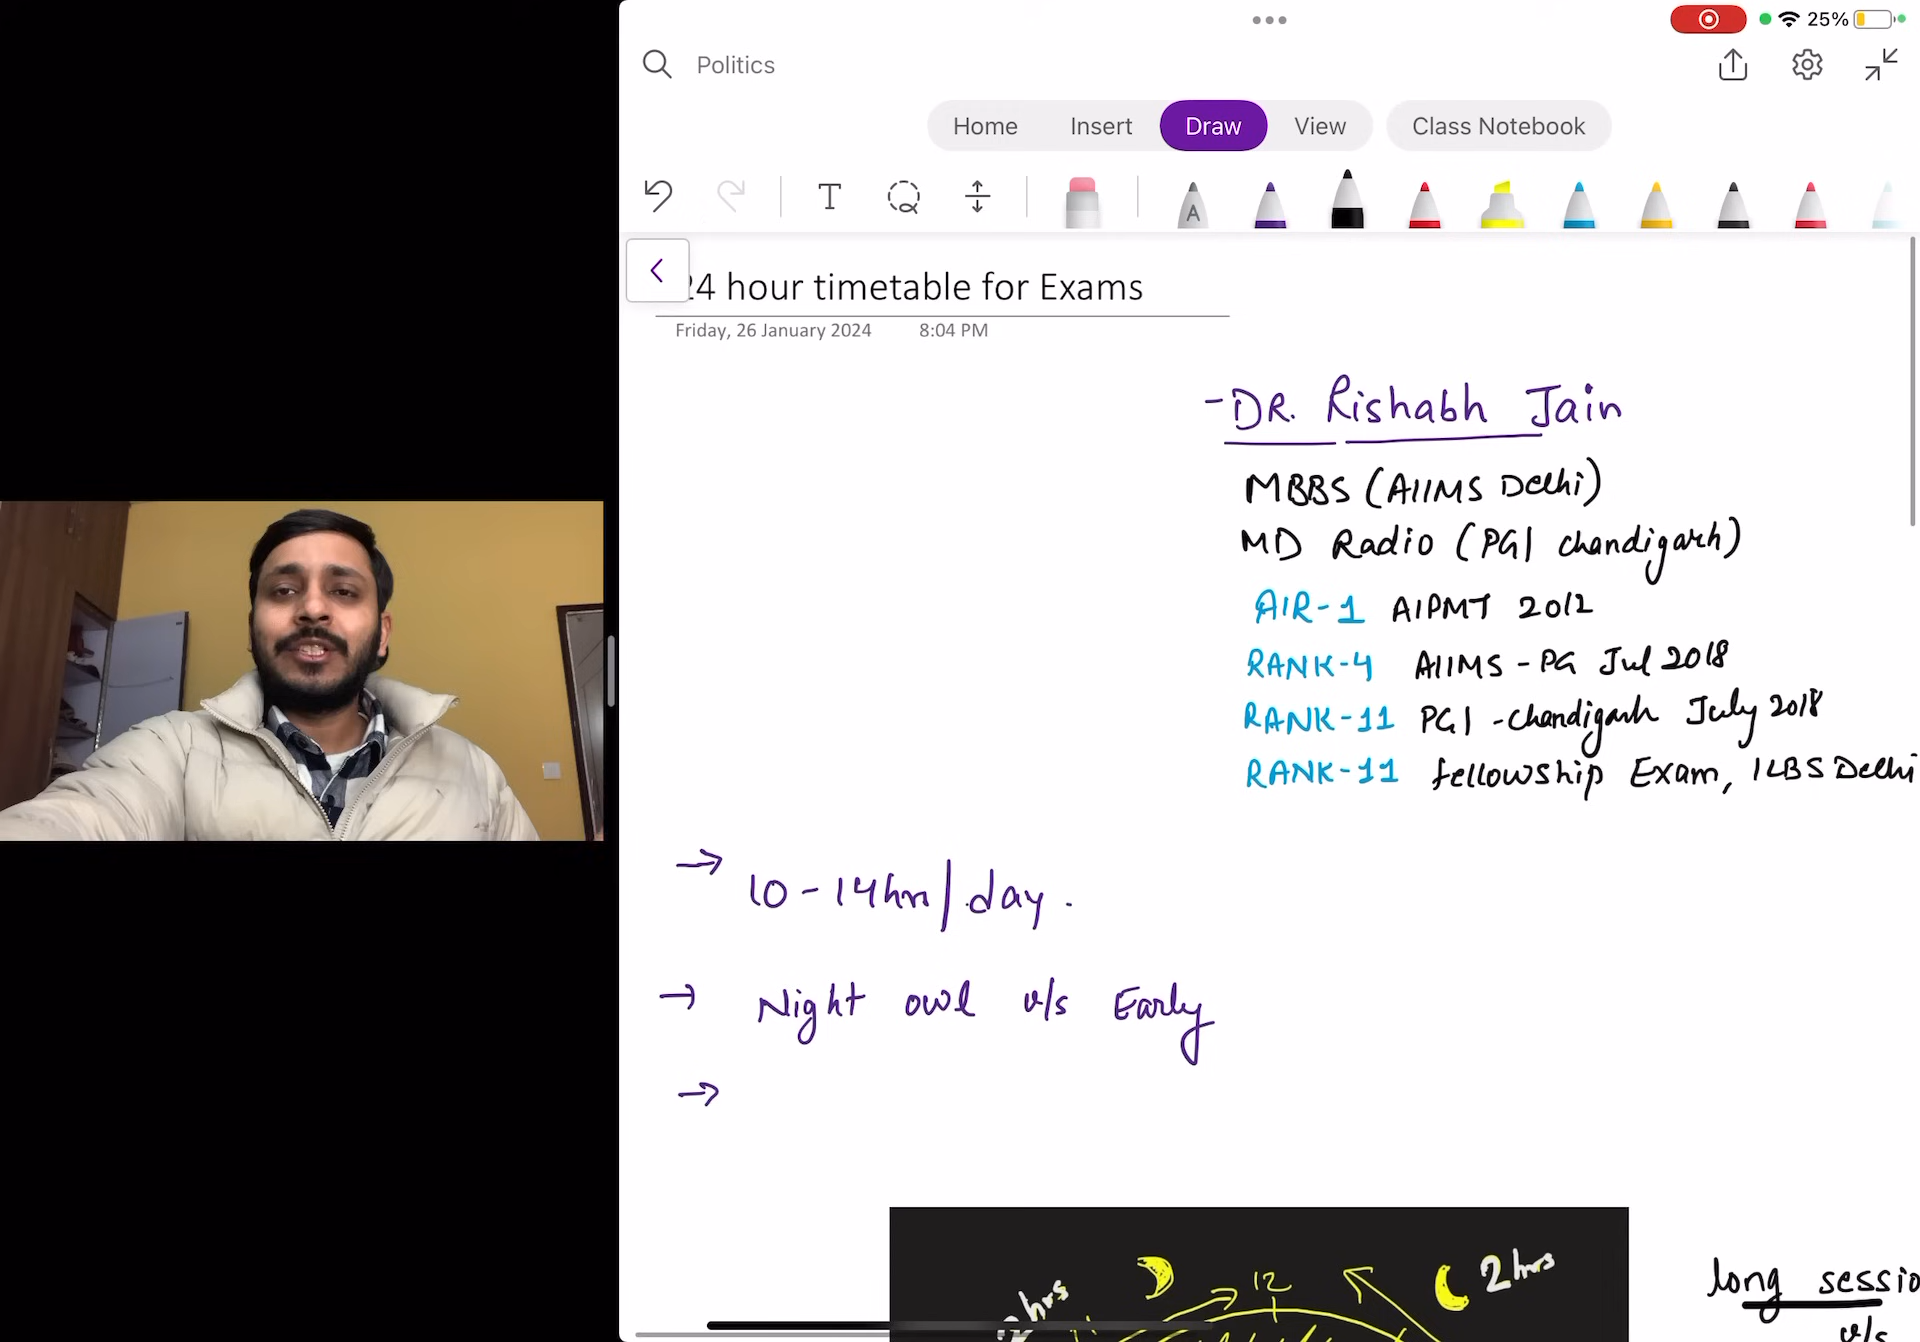 25%
Politics
Home Insert Draw View Class Notebook
T
A
24 hour timetable for Exams
Friday, 26 January 2024 8:04 PM
- DR. Rishabh Jain
MBBS (AIIMS Delhi)
MD Radio (PGI chandigarh)
AIR-1 AIPMT 2012
RANK-4 AIIMS - PG Jul 2018
RANK-11 PGI - chandigarh July 2018
RANK-11 fellowship Exam, ILBS Delhi
→ 10-14hrs/day.
→ Night owl v/s Early
→
12 2hrs
hrs
long sessio
v/s